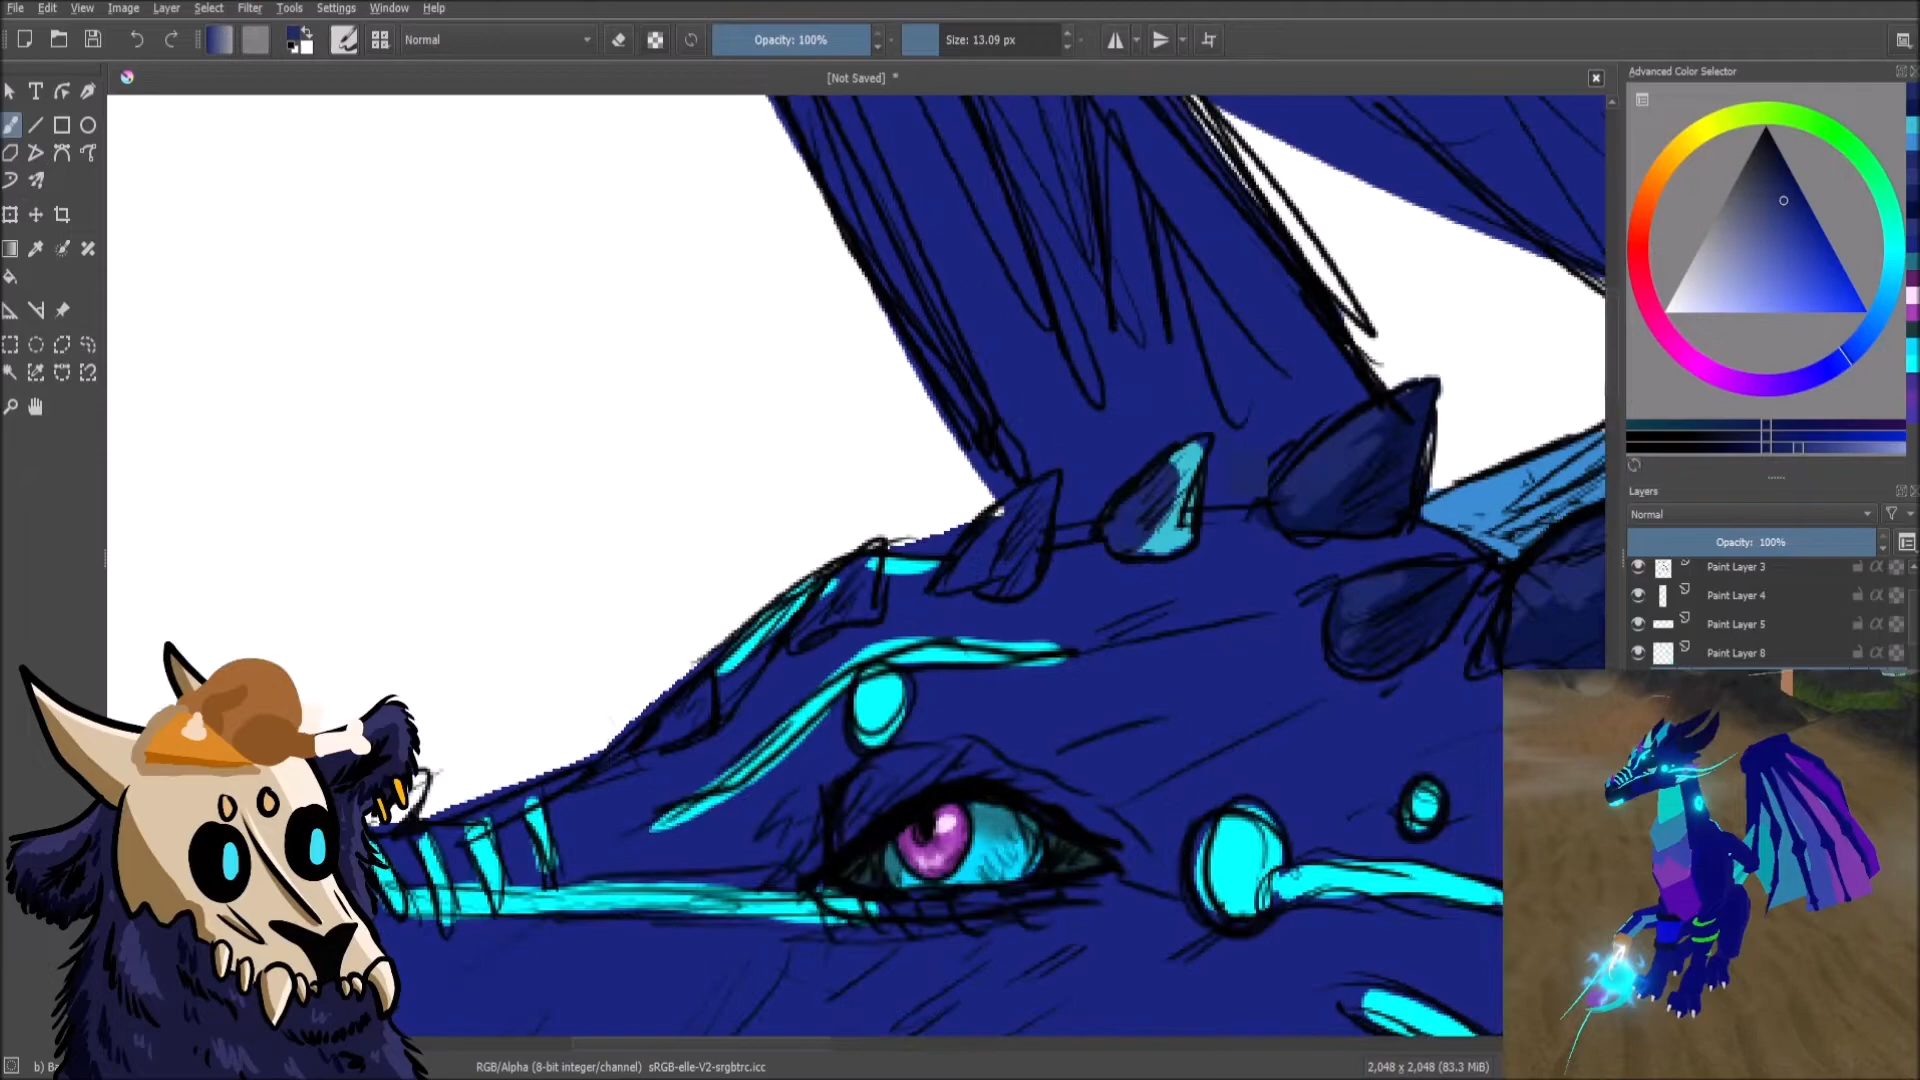 File Edit View Image Layer Select Filter Tools Settings Window Help
Normal Opacity: 100% Size: 13.09 px
[Not Saved] *
Advanced Color Selector
Layers
Normal
Opacity: 100%
Paint Layer 3
Paint Layer 4
Paint Layer 5
Paint Layer 8
RGB/Alpha (8-bit integer/channel) sRGB-elle-V2-srgbtrc.icc 2,048 x 2,048 (83.3 MiB)